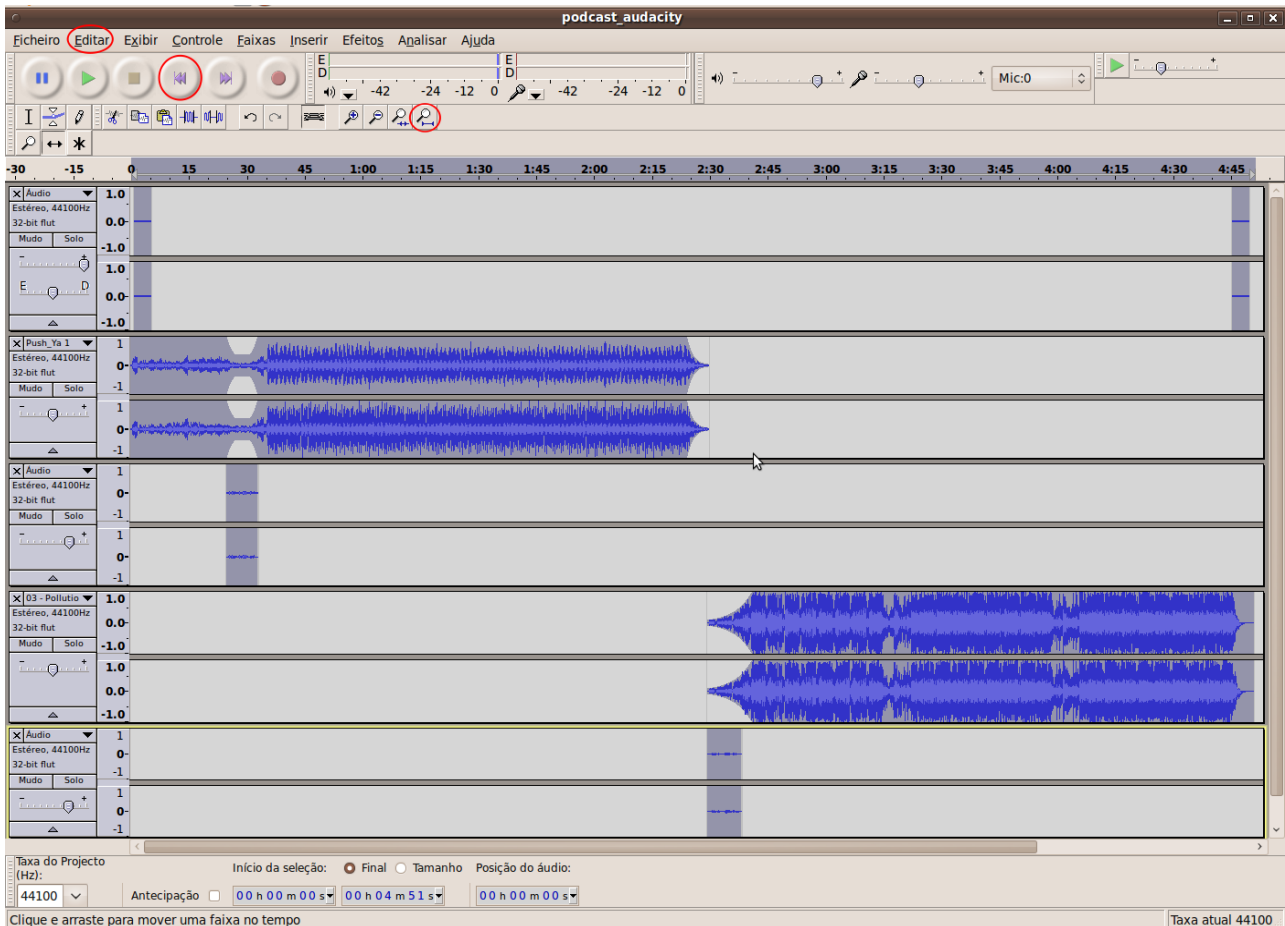 podcast_audacity
Ficheiro Editar Exibir Controle Faixas Inserir Efeitos Analisar Ajuda
E E
D D
-42 -24 -12 0 -42 -24 -12 0 Mic:0
-30 -15 0 15 30 45 1:00 1:15 1:30 1:45 2:00 2:15 2:30 2:45 3:00 3:15 3:30 3:45 4:00 4:15 4:30 4:45
Áudio 1.0
Estéreo, 44100Hz
32-bit flut 0.0
Mudo Solo -1.0
- + 1.0
E D 0.0
-1.0
Push_Ya 1 1
Estéreo, 44100Hz 0
32-bit flut
Mudo Solo -1
- + 1
0
-1
Áudio 1
Estéreo, 44100Hz 0
32-bit flut
Mudo Solo -1
- + 1
0
-1
03 - Pollutio 1.0
Estéreo, 44100Hz 0.0
32-bit flut
Mudo Solo -1.0
- + 1.0
0.0
-1.0
Áudio 1
Estéreo, 44100Hz 0
32-bit flut
Mudo Solo -1
- + 1
0
-1
Taxa do Projecto
(Hz):
Início da seleção: Final Tamanho Posição do áudio:
44100 Antecipação 00 h 00 m 00 s 00 h 04 m 51 s 00 h 00 m 00 s
Clique e arraste para mover uma faixa no tempo Taxa atual 44100